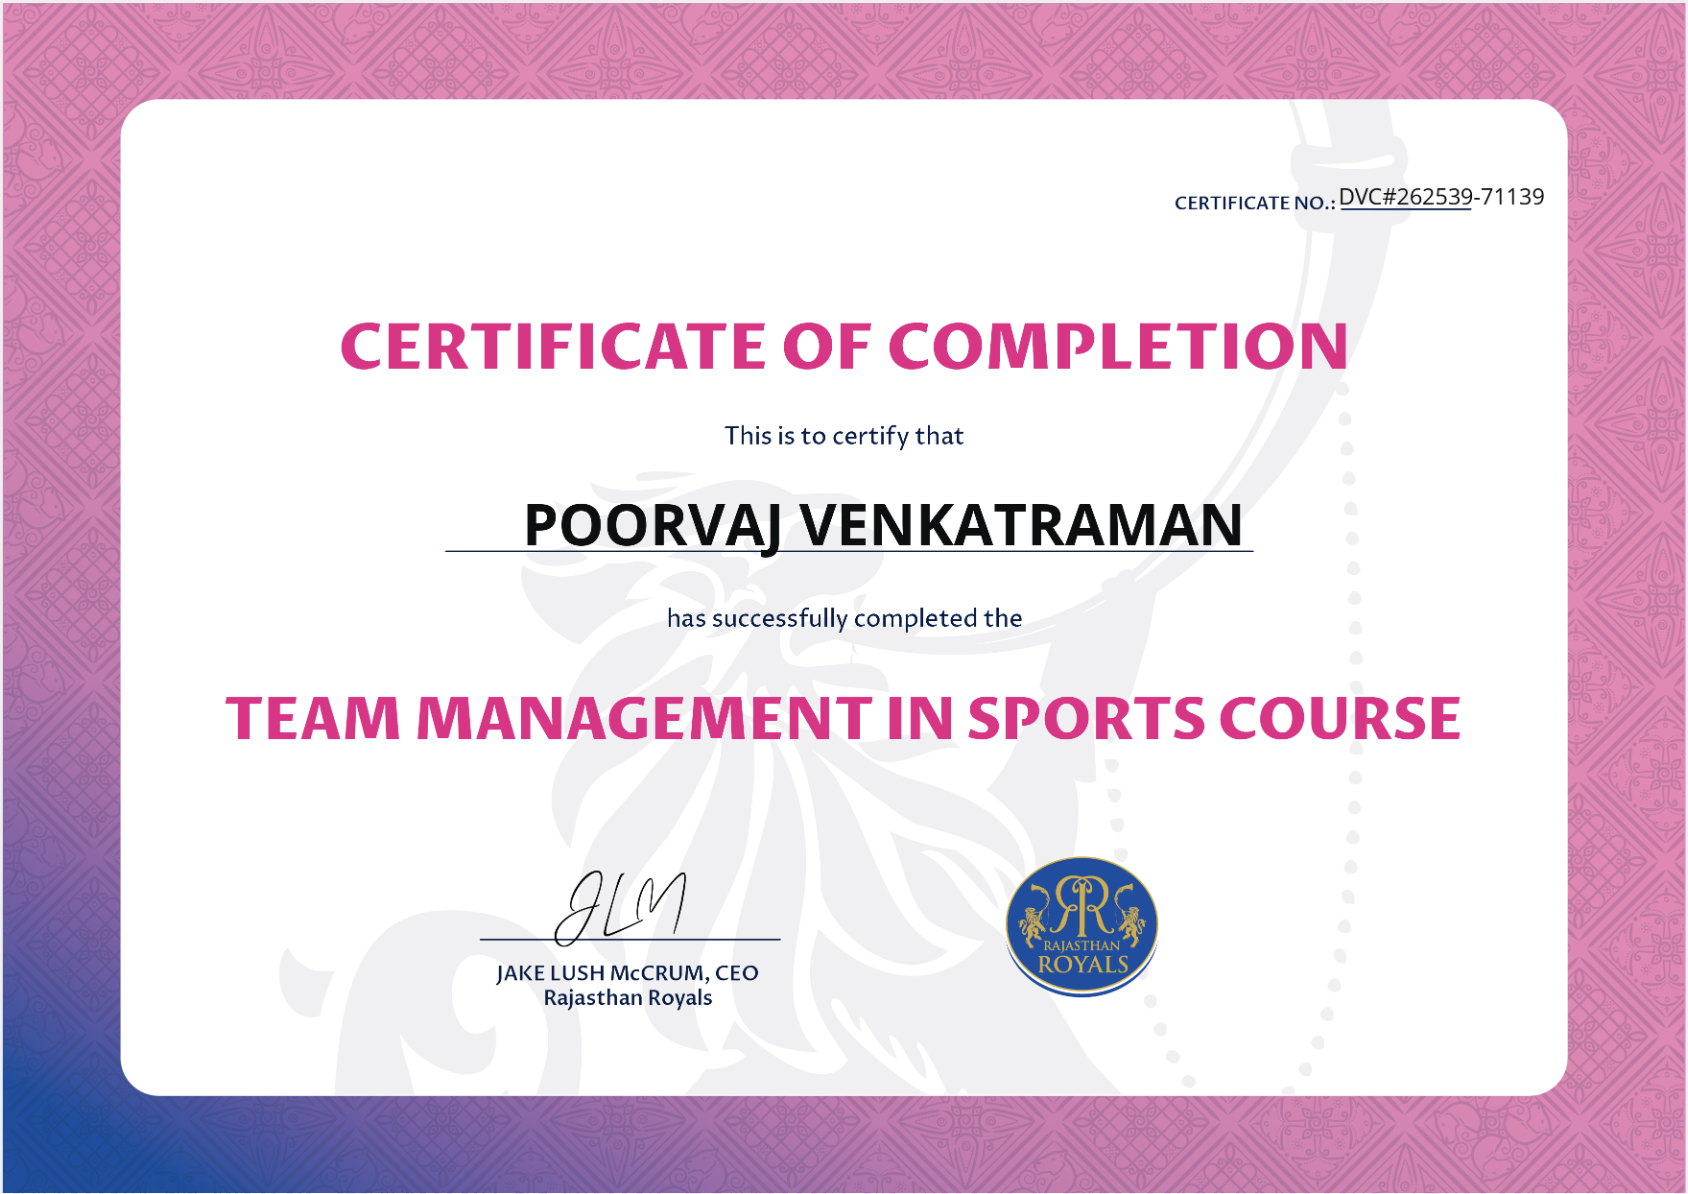 CERTIFICATE NO.: DVC#262539-71139
CERTIFICATE OF COMPLETION
This is to certify that
POORVAJ VENKATRAMAN
has successfully completed the
TEAM MANAGEMENT IN SPORTS COURSE
JLM
JAKE LUSH McCRUM, CEO
Rajasthan Royals
RR
RAJASTHAN
ROYALS